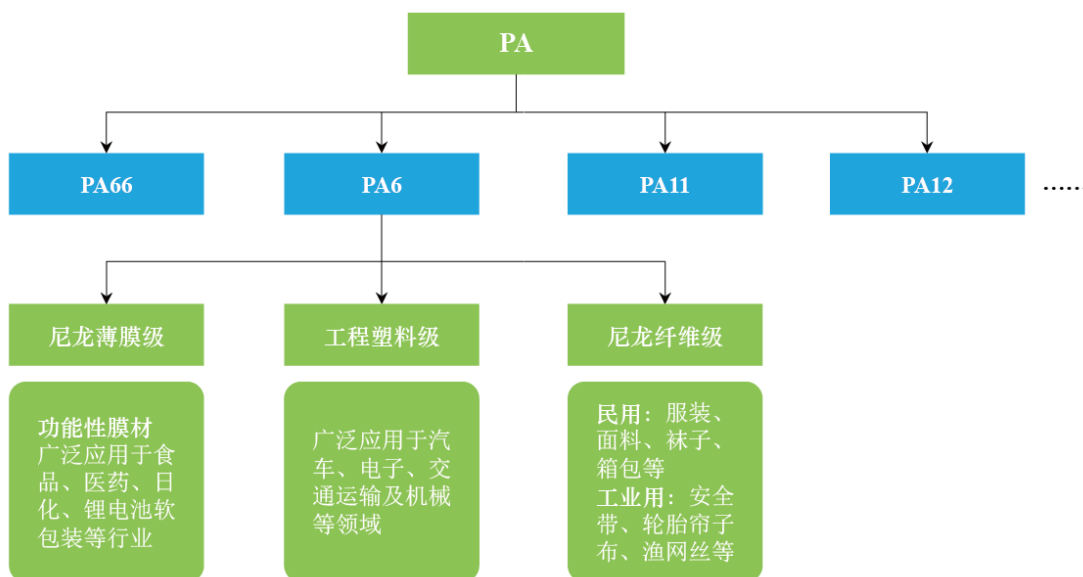 PA
PA66
PA6
PA11
PA12
……
尼龙薄膜级
工程塑料级
尼龙纤维级
功能性膜材
广泛应用于食
品、医药、日
化、锂电池软
包装等行业
广泛应用于汽
车、电子、交
通运输及机械
等领域
民用：服装、
面料、袜子、
箱包等
工业用：安全
带、轮胎帘子
布、渔网丝等